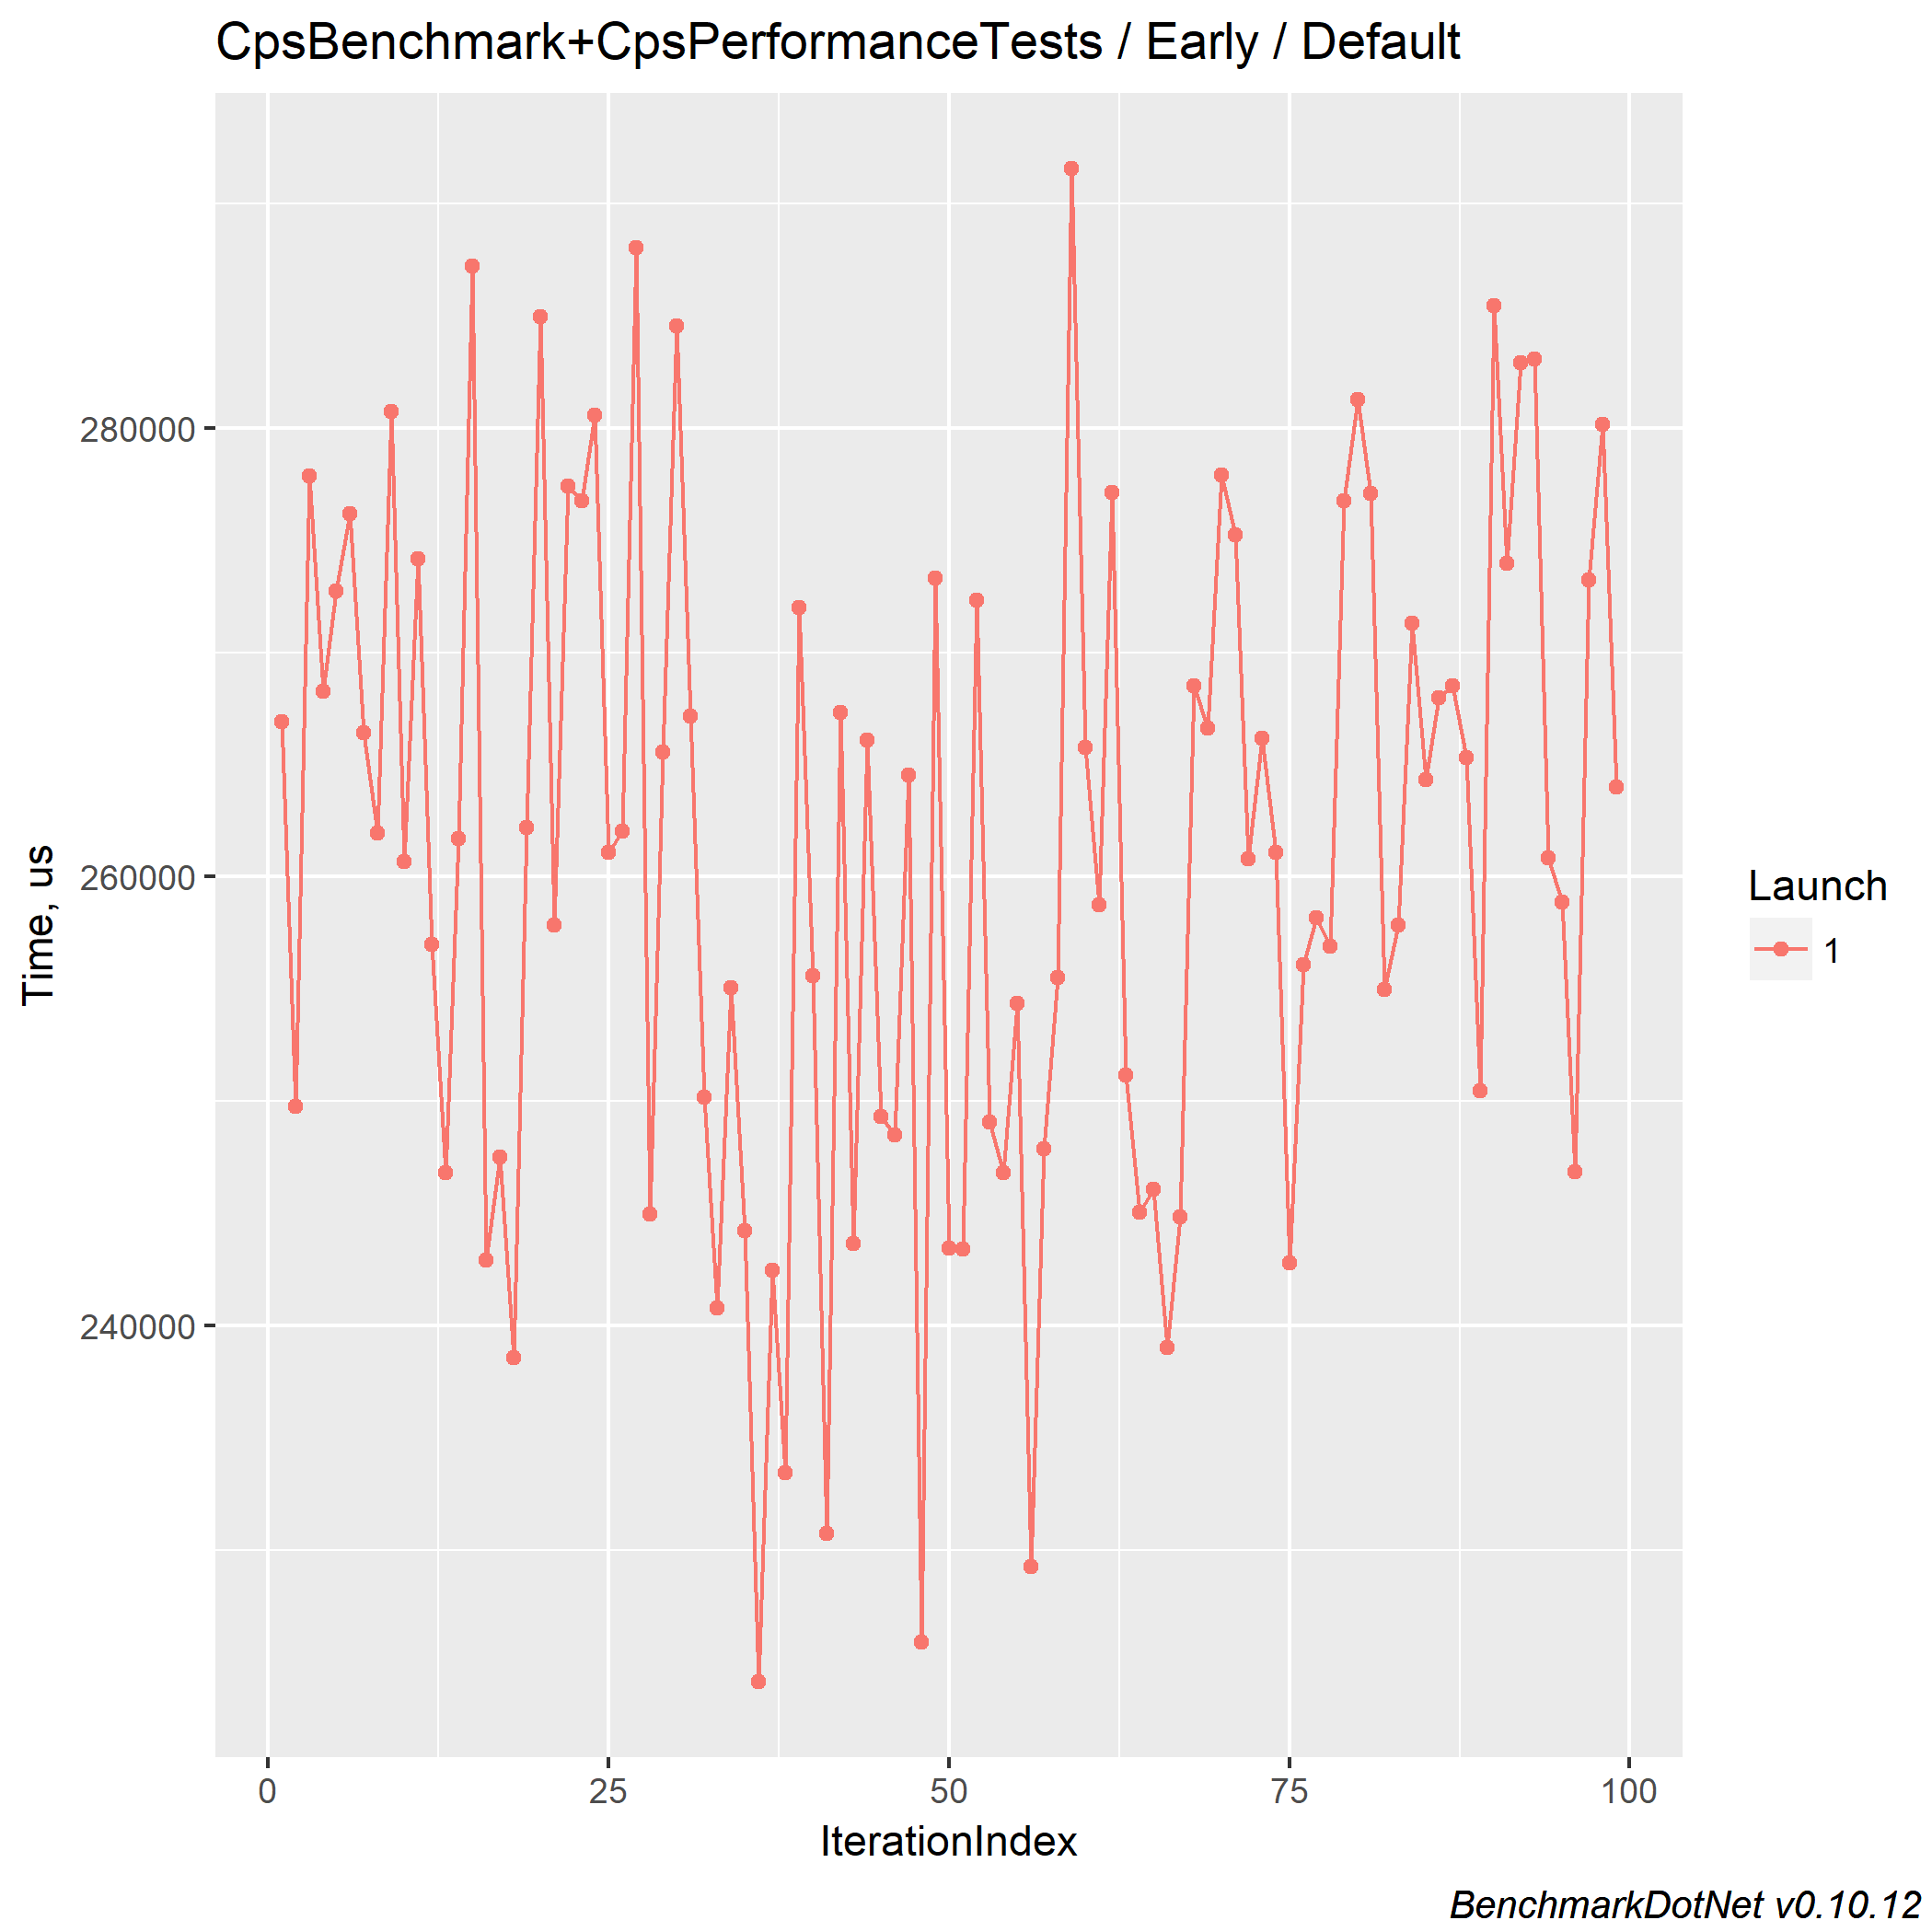 CpsBenchmark+CpsPerformanceTests / Early / Default
280000
260000
240000
Time, us
0 25 50 75 100
IterationIndex
Launch
1
BenchmarkDotNet v0.10.12